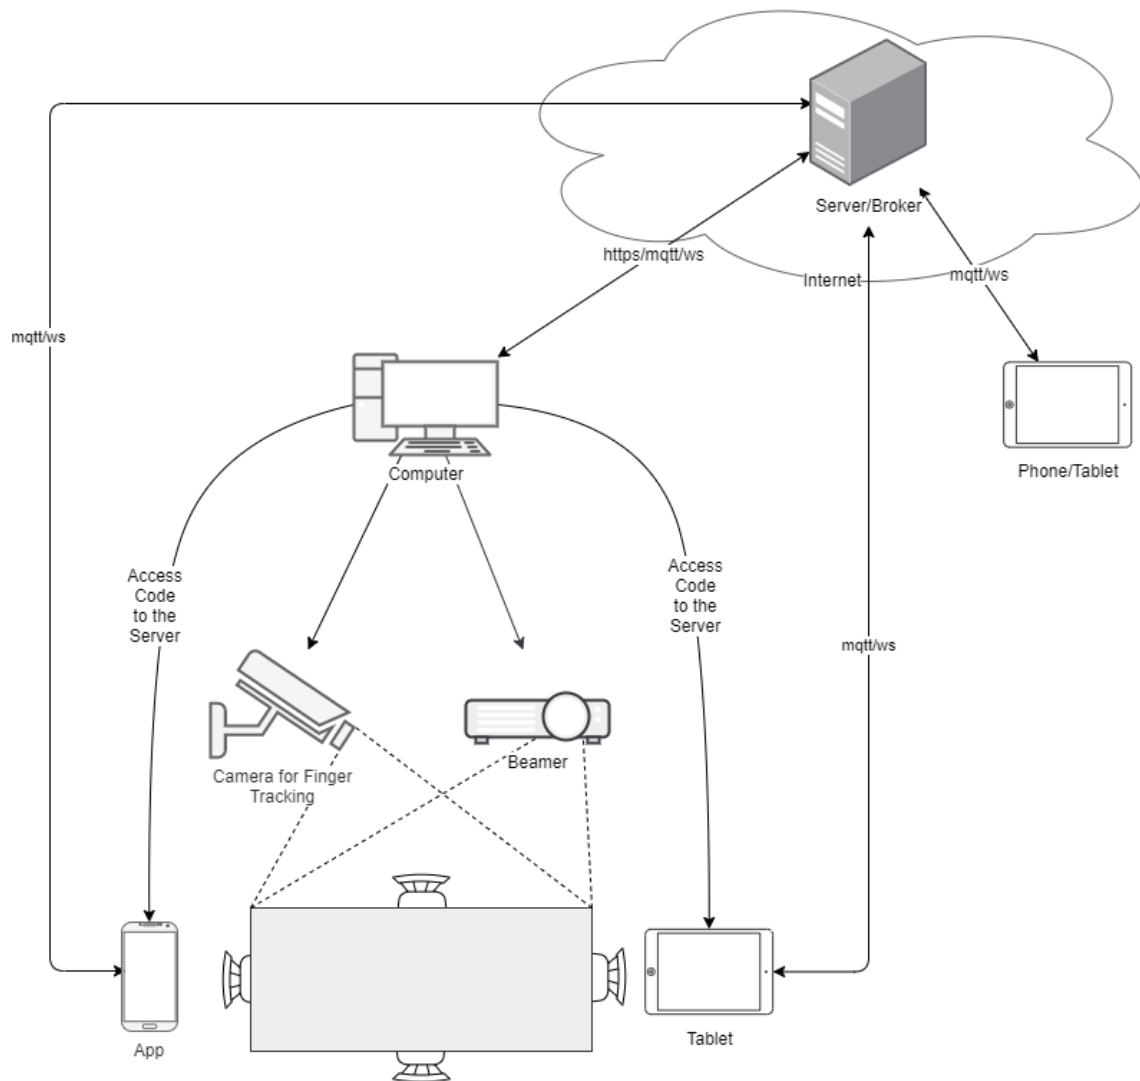 Server/Broker
https/mqtt/ws
Internet
mqtt/ws
mqtt/ws
Phone/Tablet
Computer
Access
Code
to the
Server
Access
Code
to the
Server
mqtt/ws
Camera for Finger
Tracking
Beamer
App
Tablet